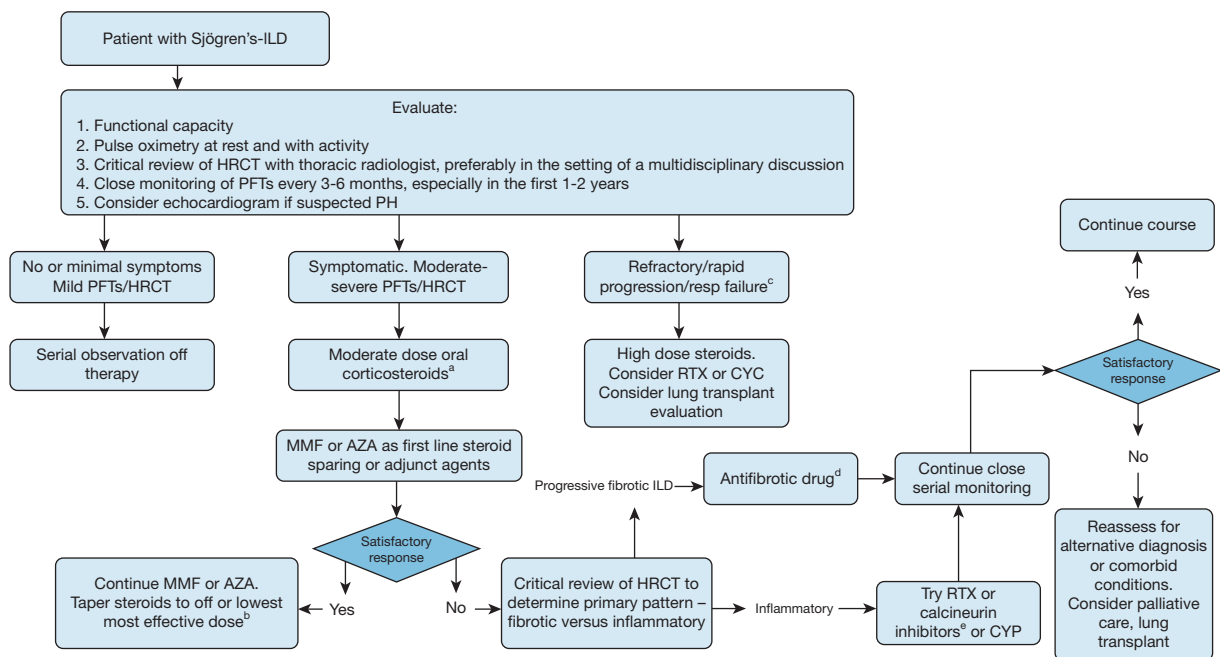 Patient with Sjögren's-ILD
Evaluate:
1. Functional capacity
2. Pulse oximetry at rest and with activity
3. Critical review of HRCT with thoracic radiologist, preferably in the setting of a multidisciplinary discussion
4. Close monitoring of PFTs every 3-6 months, especially in the first 1-2 years
5. Consider echocardiogram if suspected PH
No or minimal symptoms
Mild PFTs/HRCT
Serial observation off
therapy
Symptomatic. Moderate-
severe PFTs/HRCT
Moderate dose oral
corticosteroidsᵃ
MMF or AZA as first line steroid
sparing or adjunct agents
Satisfactory
response
Yes
Continue MMF or AZA.
Taper steroids to off or lowest
most effective doseᵇ
No
Critical review of HRCT to
determine primary pattern –
fibrotic versus inflammatory
Refractory/rapid
progression/resp failureᶜ
High dose steroids.
Consider RTX or CYC
Consider lung transplant
evaluation
Progressive fibrotic ILD
Antifibrotic drugᵈ
Inflammatory
Try RTX or
calcineurin
inhibitorsᵉ or CYP
Continue close
serial monitoring
Satisfactory
response
Yes
Continue course
No
Reassess for
alternative diagnosis
or comorbid
conditions.
Consider palliative
care, lung
transplant